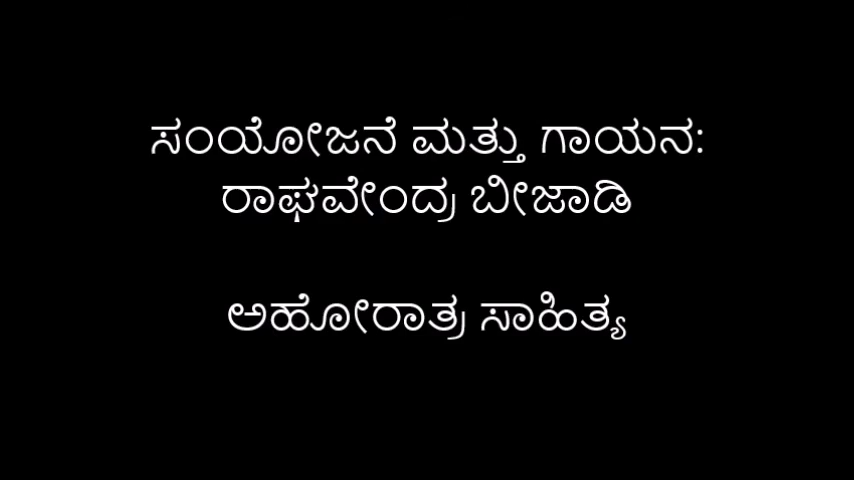 ಸಂಯೋಜನೆ ಮತ್ತು ಗಾಯನ:
ರಾಘವೇಂದ್ರ ಬೀಜಾಡಿ
ಅಹೋರಾತ್ರ ಸಾಹಿತ್ಯ